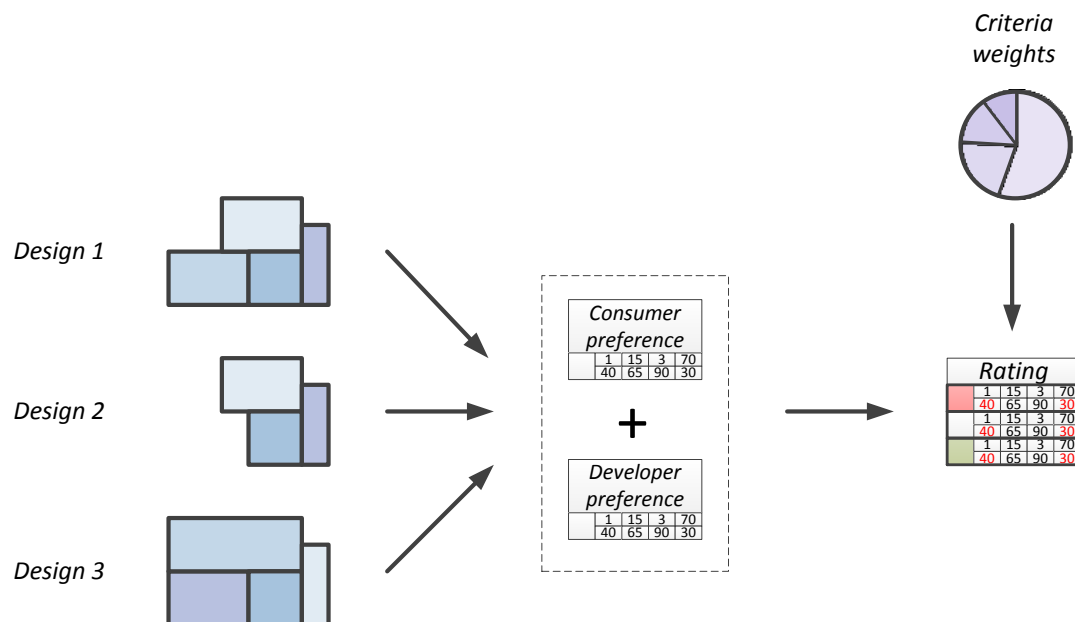 Criteria
weights
Design 1
Consumer
preference
1 15 3 70
40 65 90 30
Design 2
+
Rating
1 15 3 70
40 65 90 30
1 15 3 70
40 65 90 30
1 15 3 70
40 65 90 30
Developer
preference
1 15 3 70
40 65 90 30
Design 3